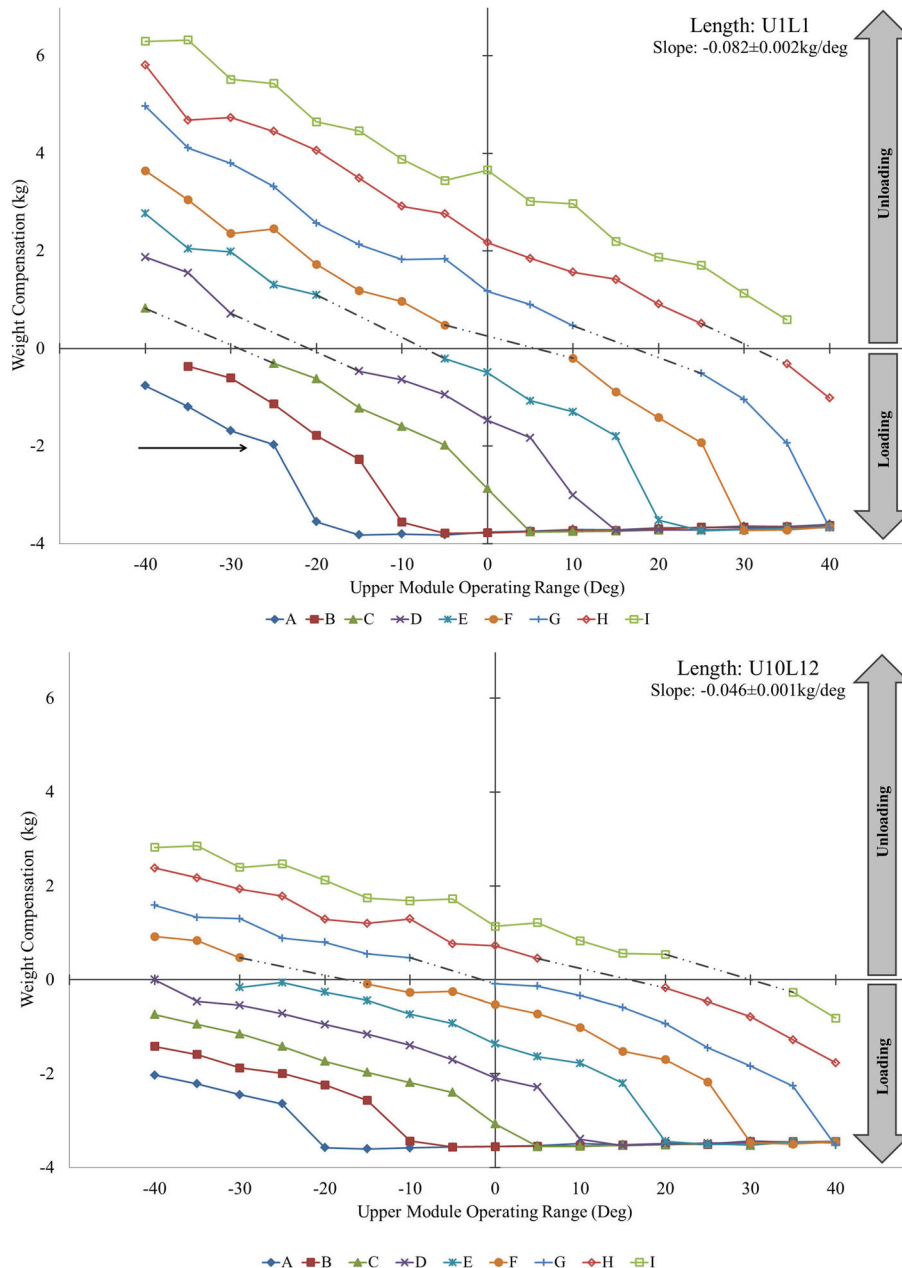 Length: U1L1
Slope: -0.082±0.002kg/deg
Unloading
Loading
Weight Compensation (kg)
6
4
2
0
-2
-4
-40 -30 -20 -10 0 10 20 30 40
Upper Module Operating Range (Deg)
A B C D E F G H I
Length: U10L12
Slope: -0.046±0.001kg/deg
Unloading
Loading
Weight Compensation (kg)
6
4
2
0
-2
-4
-40 -30 -20 -10 0 10 20 30 40
Upper Module Operating Range (Deg)
A B C D E F G H I